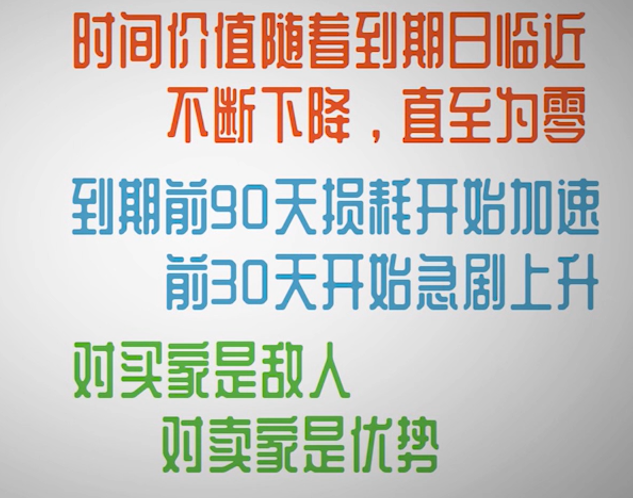 时间价值随着到期日临近
不断下降，直至为零
到期前90天损耗开始加速
前30天开始急剧上升
对买家是敌人
对卖家是优势